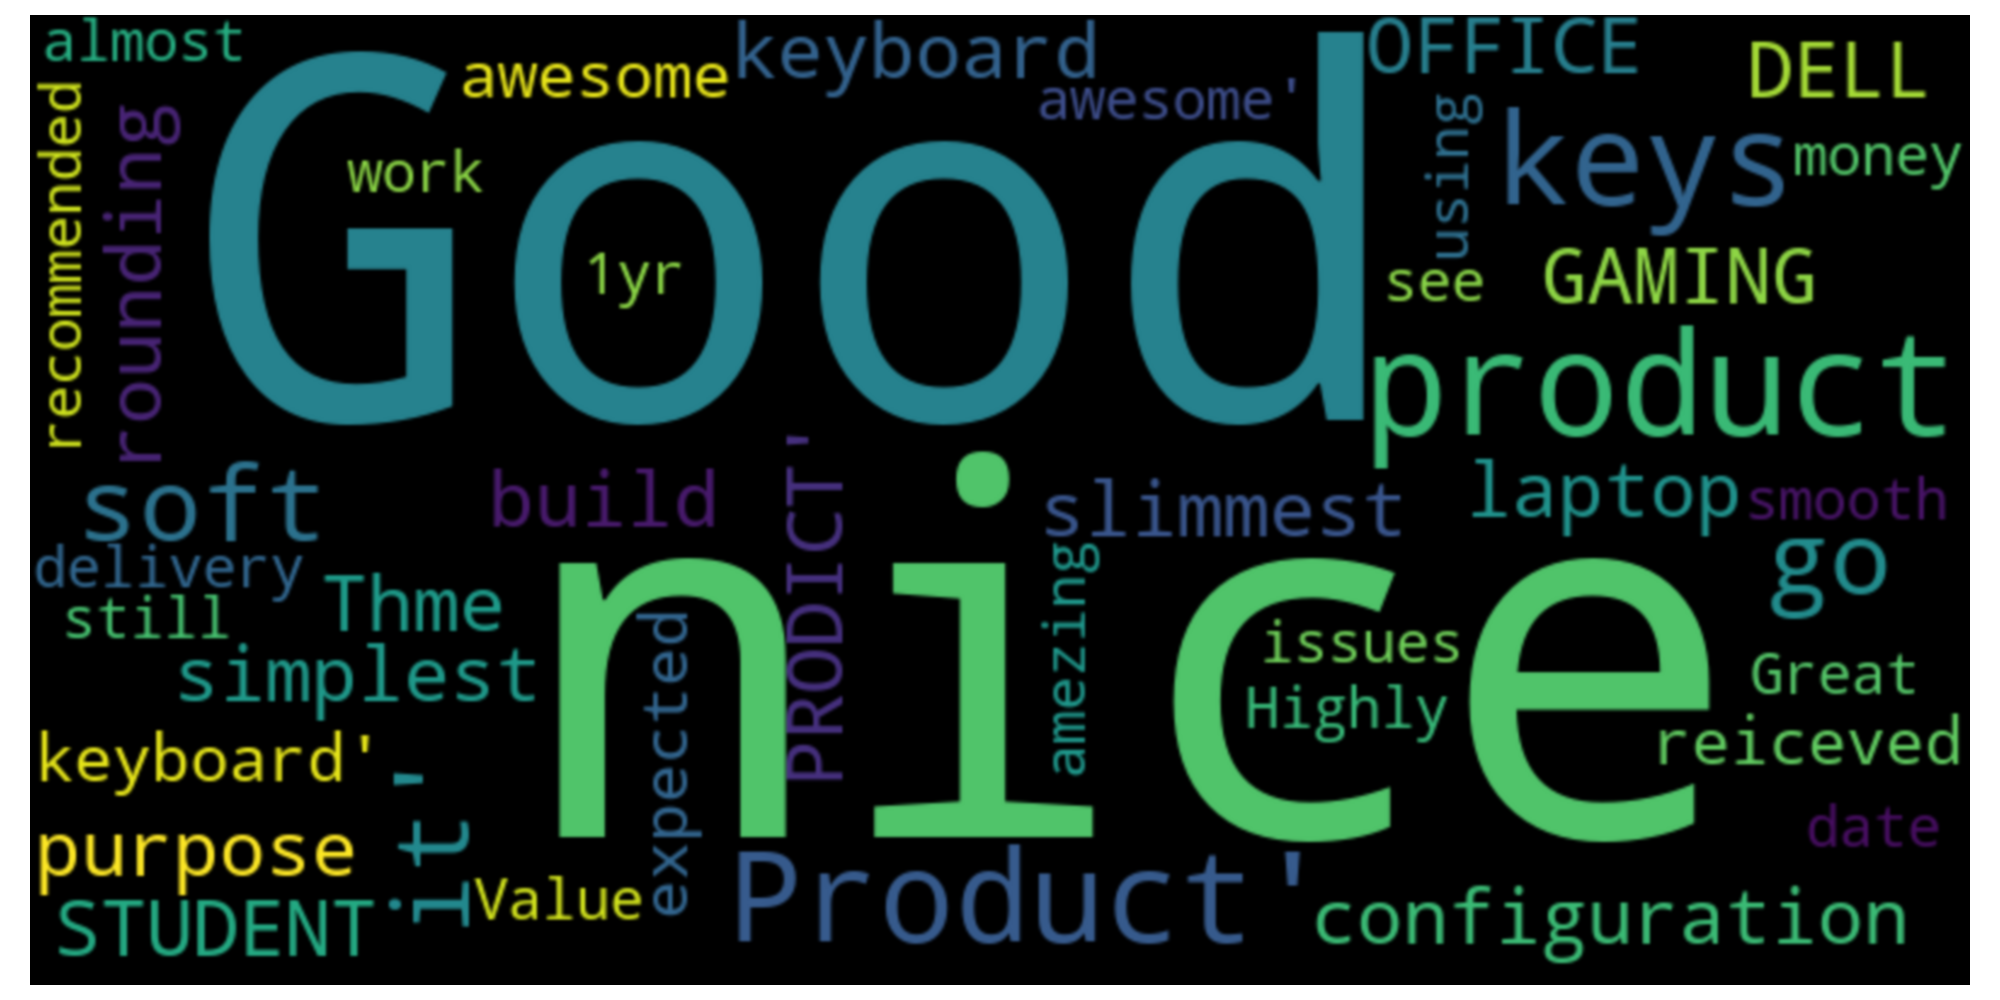 almost
awesome
keyboard
OFFICE
DELL
awesome'
recommended
rounding
Good
work
using
keys
money
1yr
see
GAMING
product
soft
build
PRODICT'
slimmest
laptop
smooth
delivery
Thme
nice
amezing
go
still
expected
issues
simplest
Highly
Great
keyboard'
reiceved
purpose
it'
date
STUDENT
Value
Product'
configuration